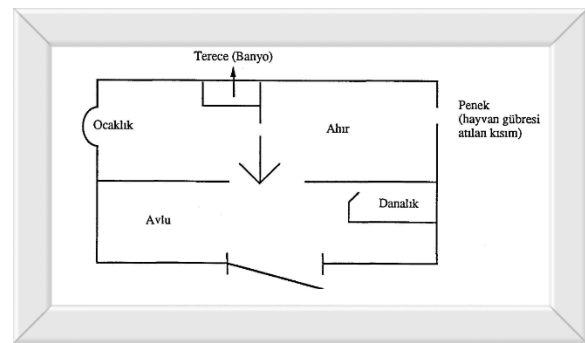 Terece (Banyo)
Ocaklık
Ahır
Penek
(hayvan gübresi
atılan kısım)
Danalık
Avlu